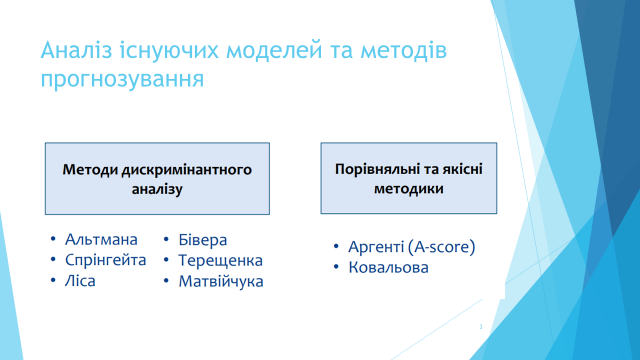 Аналіз існуючих моделей та методів
прогнозування
Методи дискримінантного
аналізу
• Альтмана
• Спрінгейта
• Ліса
• Бівера
• Терещенка
• Матвійчука
Порівняльні та якісні
методики
• Аргенті (A-score)
• Ковальова